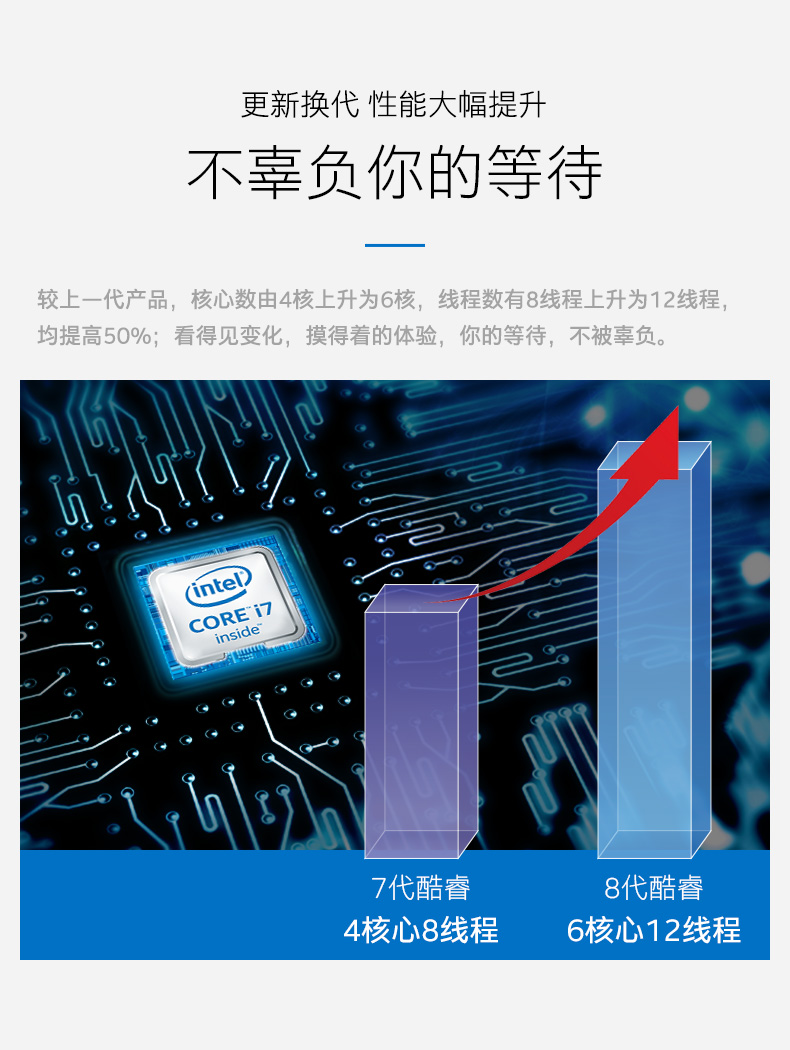 更新换代 性能大幅提升
不辜负你的等待
较上一代产品，核心数由4核上升为6核，线程数有8线程上升为12线程，
均提高50%；看得见变化，摸得着的体验，你的等待，不被辜负。
intel®
CORE™ i7
inside™
7代酷睿
8代酷睿
4核心8线程
6核心12线程